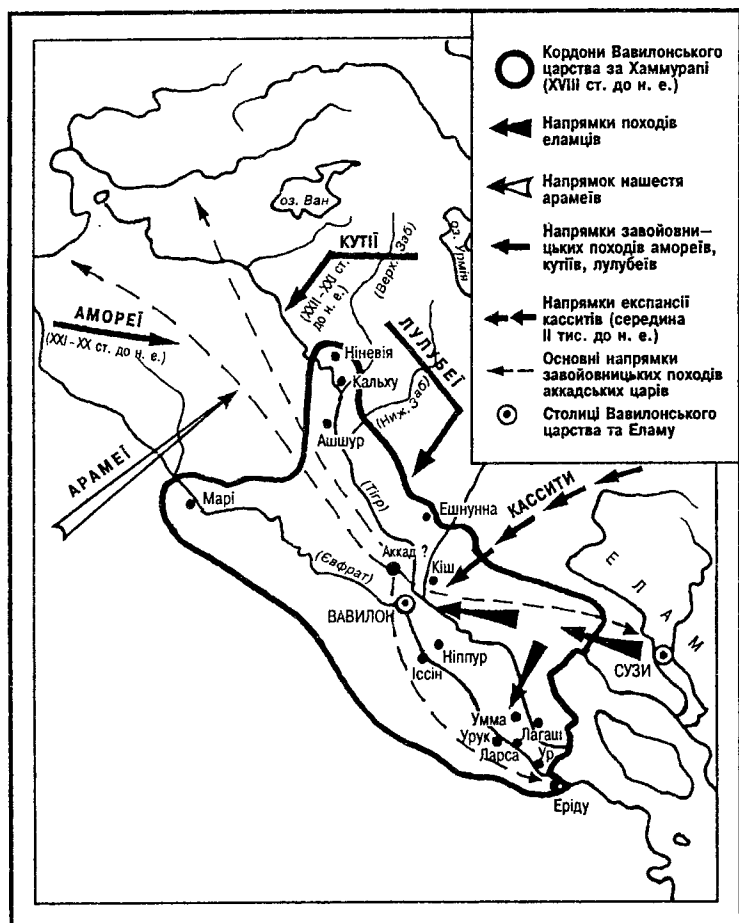 Кордони Вавилонського
царства за Хаммурапі
(XVIII ст. до н. е.)
Напрямки походів
еламців
Напрямок нашестя
арамеїв
Напрямки завойовни–
цьких походів амореїв,
кутіїв, лулубеїв
Напрямки експансії
касситів (середина
II тис. до н. е.)
Основні напрямки
завойовницьких походів
аккадських царів
Столиці Вавилонського
царства та Еламу
оз. Ван
оз. Урмія
КУТІЇ
(XXII–XXI ст.
до н. е.)
(Верх. Заб)
АМОРЕЇ
(XXI–XX ст. до н. е.)
ЛУЛУБЕЇ
Ніневія
Кальху
(Ниж. Заб)
Ашшур
АРАМЕЇ
Марі
(Тігр)
Ешнунна
КАССИТИ
(Євфрат)
Аккад ?
Кіш
ЕЛАМ
ВАВИЛОН
Ніппур
СУЗИ
Іссін
Умма
Урук
Лагаш
Ларса
Ур
Еріду